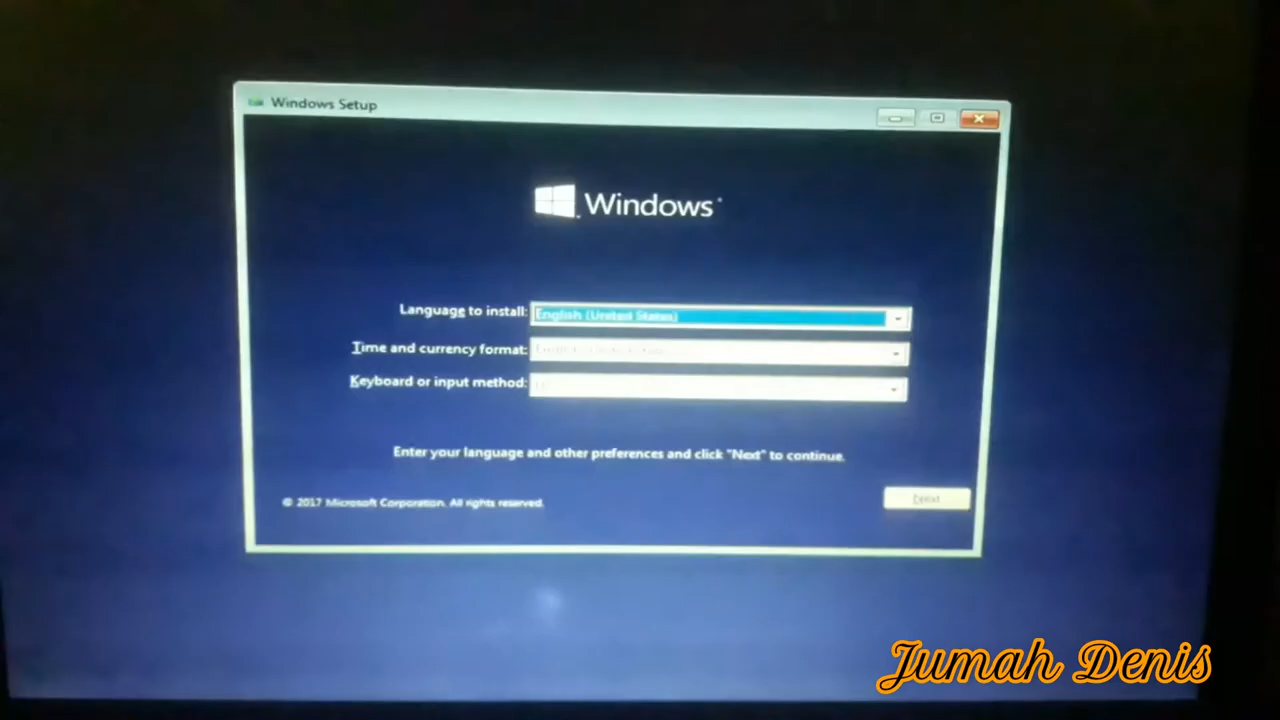 Windows Setup
Windows
Language to install: English (United States)
Time and currency format:
Keyboard or input method:
Enter your language and other preferences and click "Next" to continue.
© 2017 Microsoft Corporation. All rights reserved.
Next
Jumah Denis